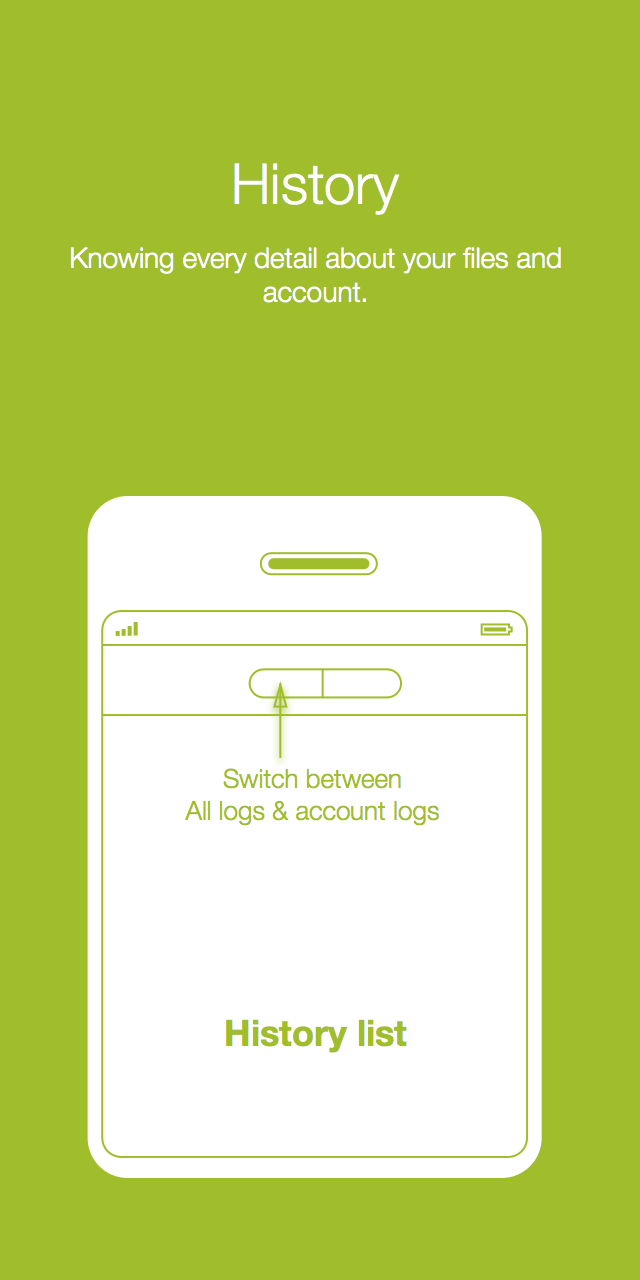 History
Knowing every detail about your files and
account.
Switch between
All logs & account logs
History list